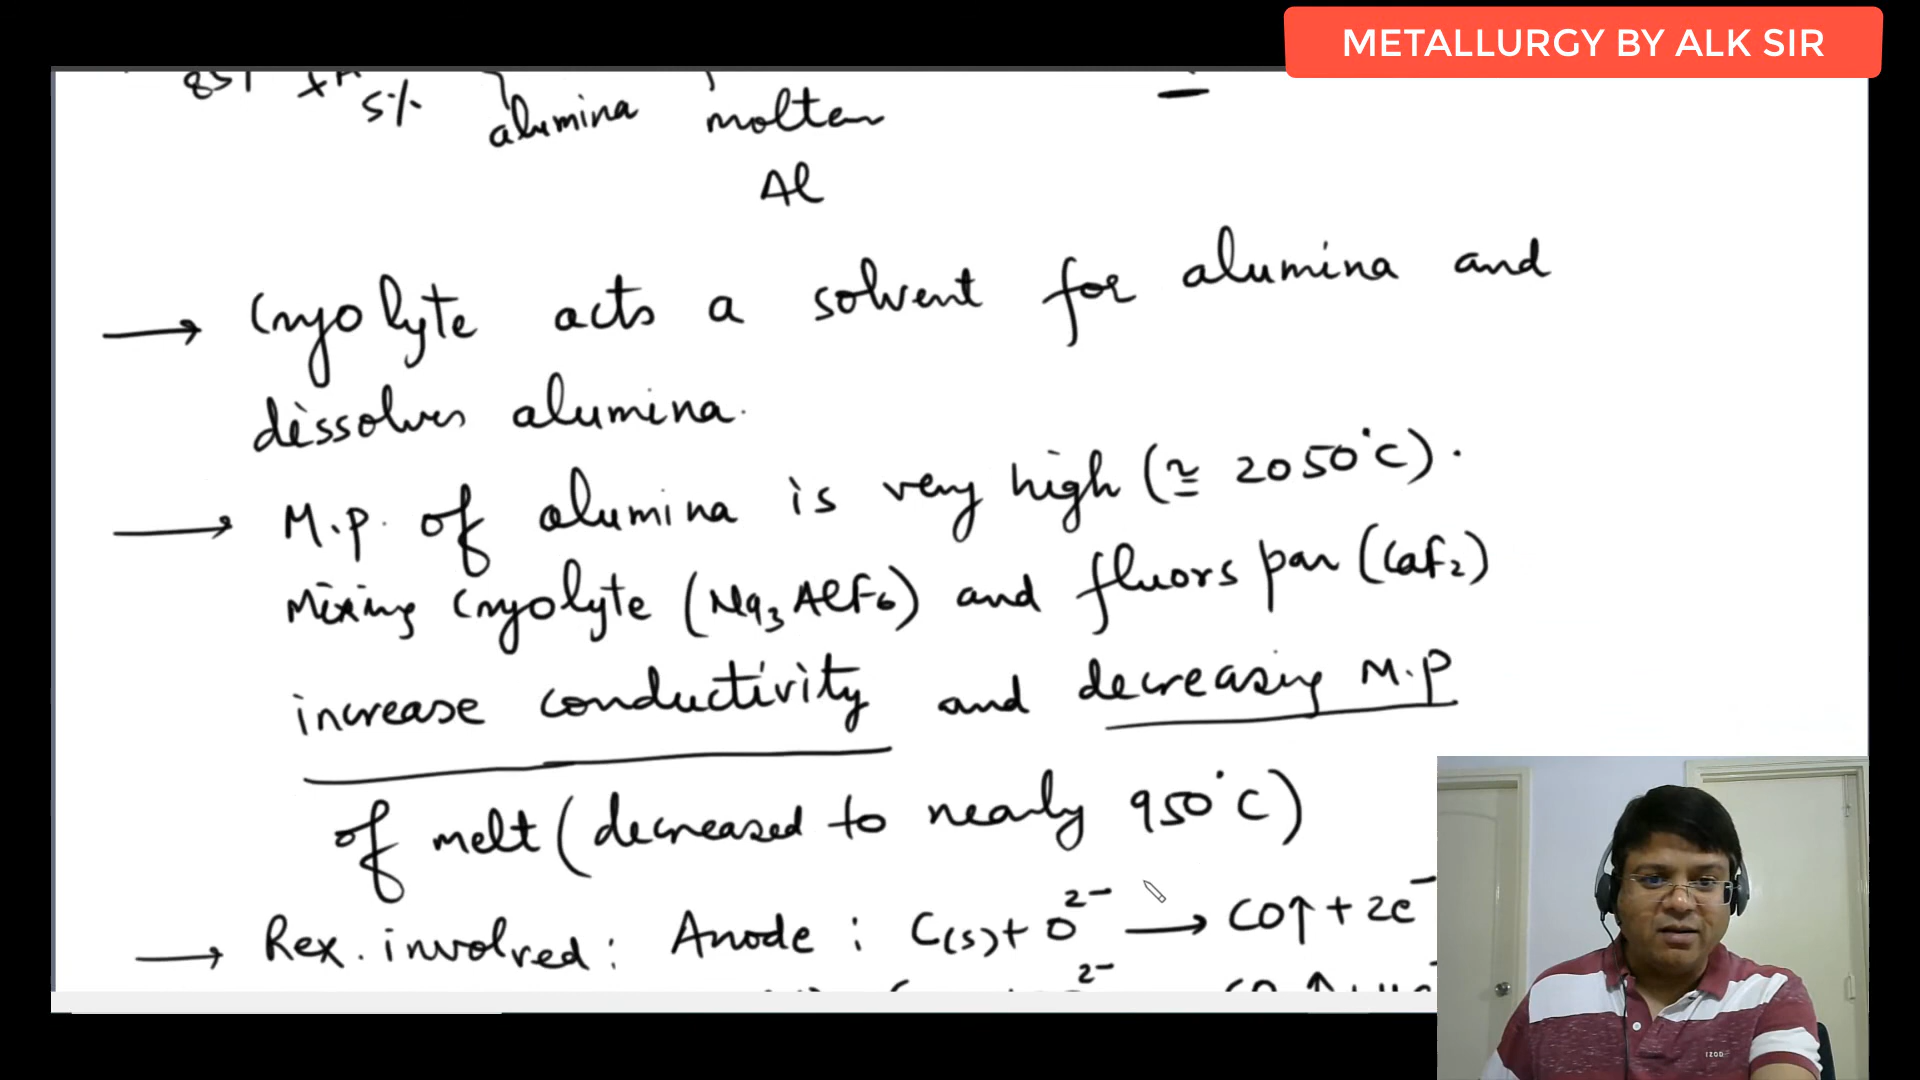 METALLURGY BY ALK SIR
5%
alumina molten
Al
→ Cryolyte acts a solvent for alumina and
dissolves alumina.
→ M.p. of alumina is very high (≅ 2050°C).
Mixing cryolyte (Na3AlF6) and fluorspar (CaF2)
increase conductivity and decreasing M.p
of melt (decreased to nearly 950°C)
→ Rex. involved: Anode : C(s) + O2- → CO↑ + 2e-
IZOD